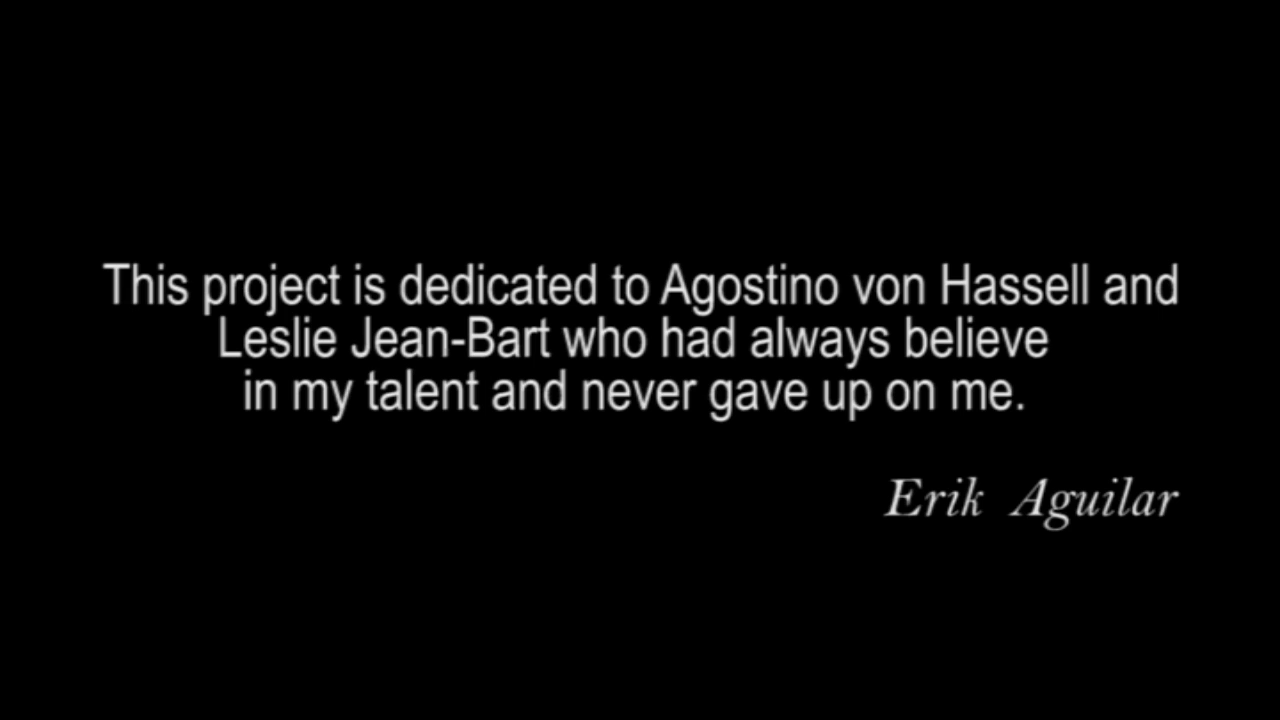 This project is dedicated to Agostino von Hassell and
Leslie Jean-Bart who had always believe
in my talent and never gave up on me.
Erik Aguilar